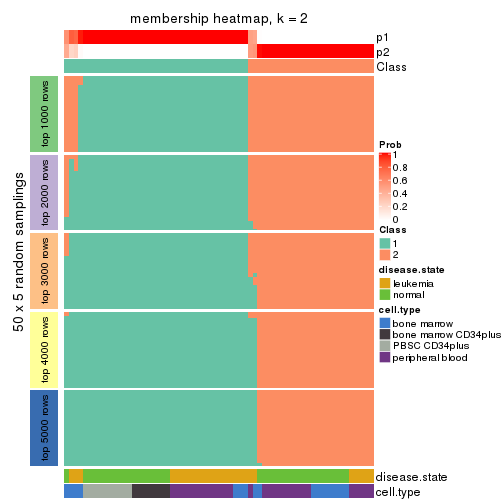 membership heatmap, k = 2
p1
p2
Class
50 x 5 random samplings
top 1000 rows
top 2000 rows
top 3000 rows
top 4000 rows
top 5000 rows
Prob
1
0.8
0.6
0.4
0.2
0
Class
1
2
disease.state
leukemia
normal
cell.type
bone marrow
bone marrow CD34plus
PBSC CD34plus
peripheral blood
disease.state
cell.type